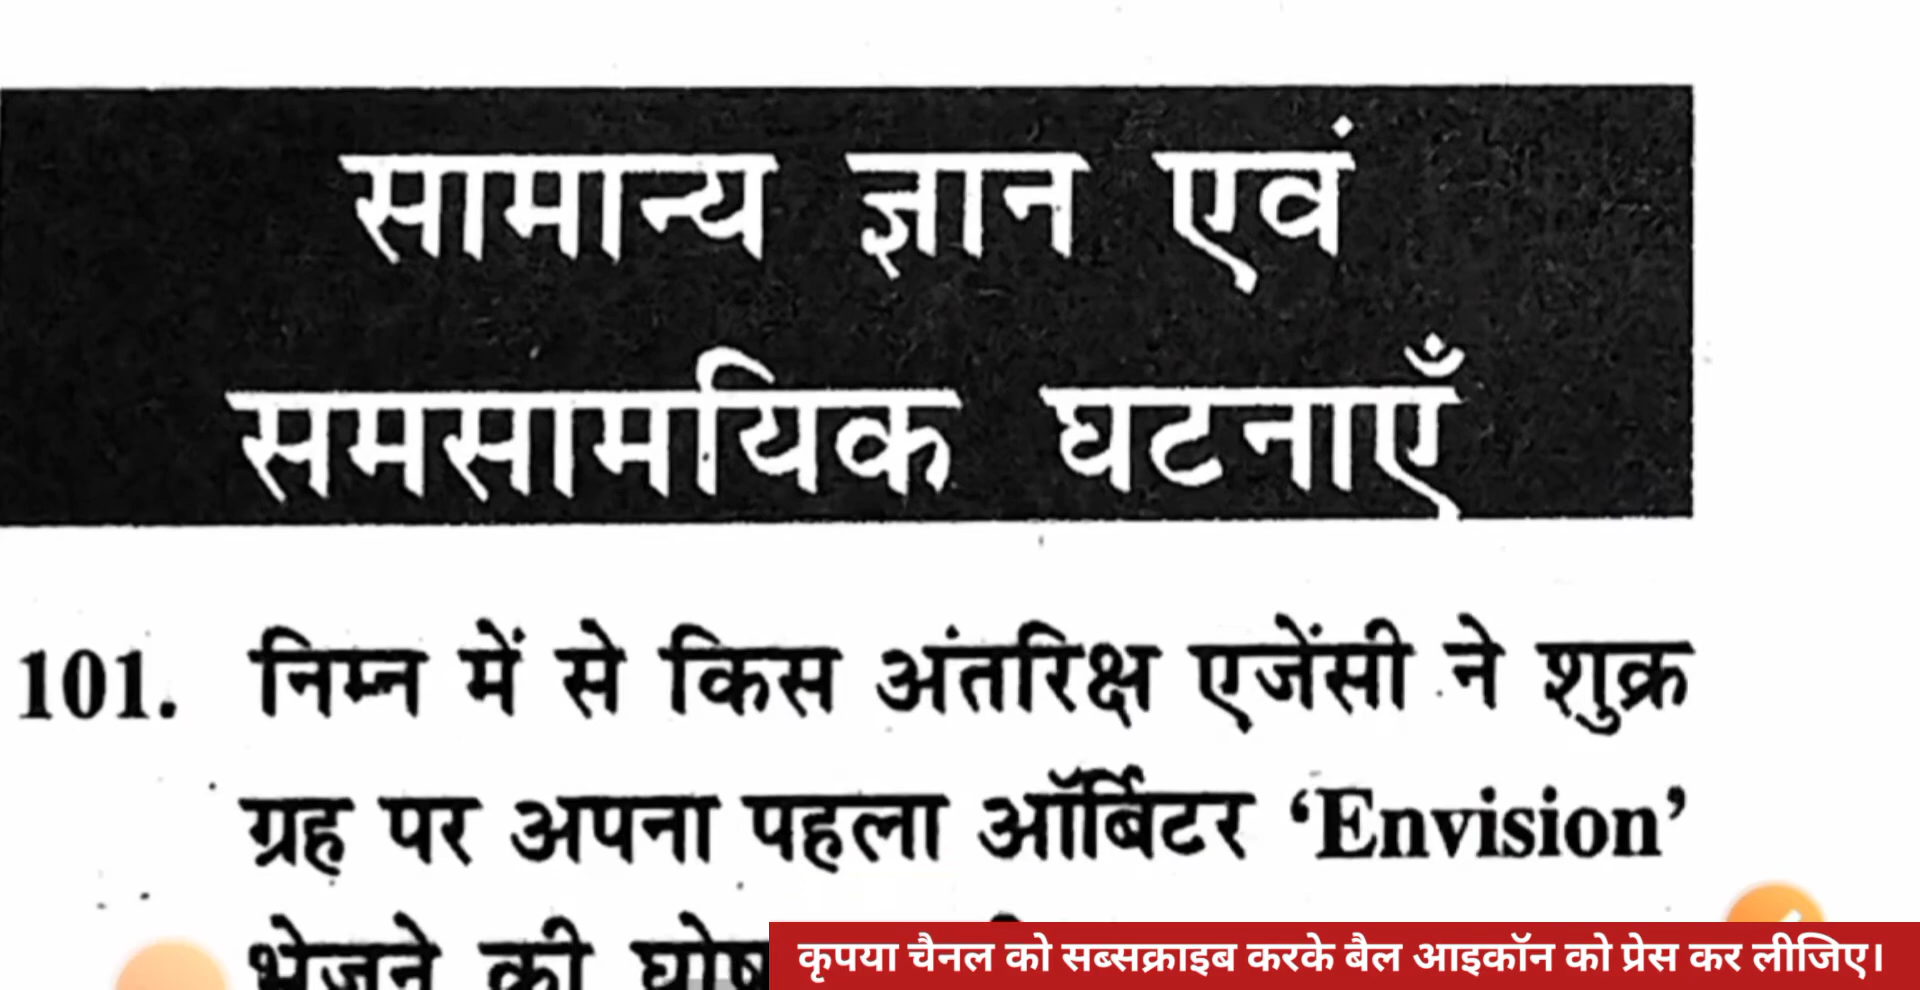 सामान्य ज्ञान एवं
समसामयिक घटनाएँ
101. निम्न में से किस अंतरिक्ष एजेंसी ने शुक्र
ग्रह पर अपना पहला ऑर्बिटर ‘Envision’
भेजने की
कृपया चैनल को सब्सक्राइब करके बैल आइकॉन को प्रेस कर लीजिए।